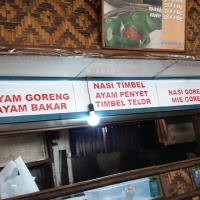 AYAM GORENG
AYAM BAKAR
NASI TIMBEL
AYAM PENYET
TIMBEL TELOR
NASI GORE
MIE GORE